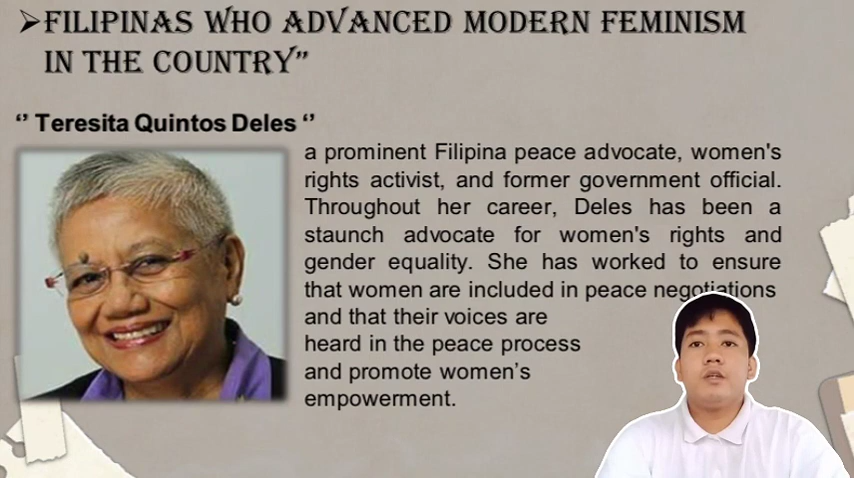 ➢FILIPINAS WHO ADVANCED MODERN FEMINISM
IN THE COUNTRY”
‘’ Teresita Quintos Deles ‘’
a prominent Filipina peace advocate, women's
rights activist, and former government official.
Throughout her career, Deles has been a
staunch advocate for women's rights and
gender equality. She has worked to ensure
that women are included in peace negotiations
and that their voices are
heard in the peace process
and promote women’s
empowerment.